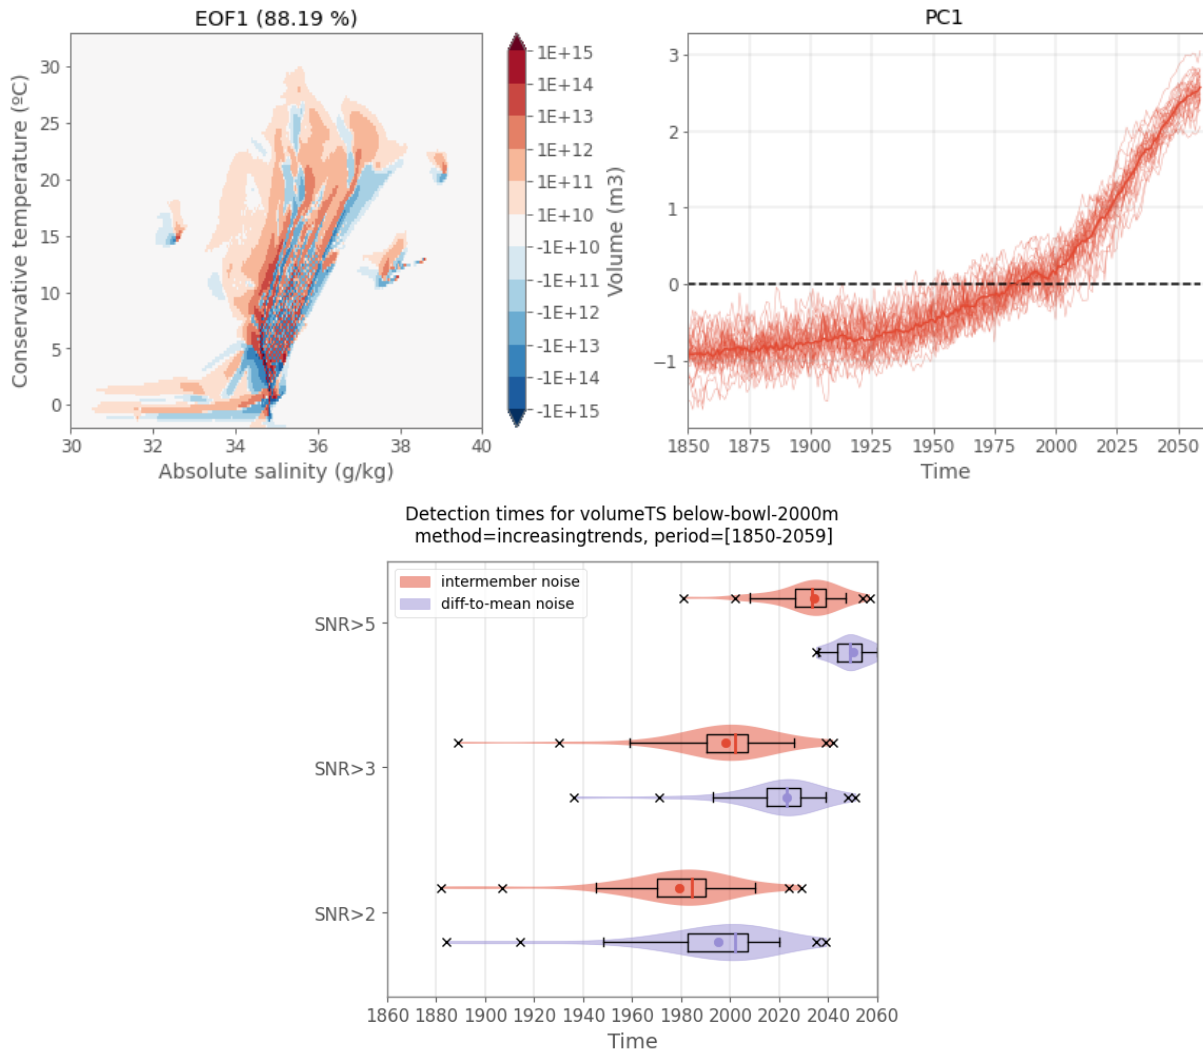 EOF1 (88.19 %)
30
25
20
15
10
5
0
Conservative temperature (ºC)
30 32 34 36 38 40
Absolute salinity (g/kg)
1E+15
1E+14
1E+13
1E+12
1E+11
1E+10
-1E+10
-1E+11
-1E+12
-1E+13
-1E+14
-1E+15
Volume (m3)
PC1
3
2
1
0
−1
1850 1875 1900 1925 1950 1975 2000 2025 2050
Time
Detection times for volumeTS below-bowl-2000m
method=increasingtrends, period=[1850-2059]
intermember noise
diff-to-mean noise
SNR>5
SNR>3
SNR>2
1860 1880 1900 1920 1940 1960 1980 2000 2020 2040 2060
Time